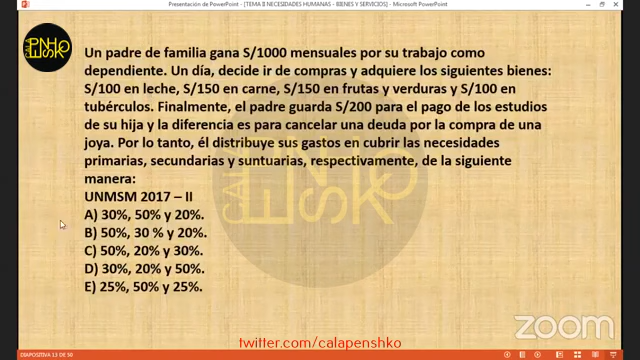 Presentación de PowerPoint - [TEMA II NECESIDADES HUMANAS - BIENES Y SERVICIOS] - Microsoft PowerPoint
Un padre de familia gana S/1000 mensuales por su trabajo como
dependiente. Un día, decide ir de compras y adquiere los siguientes bienes:
S/100 en leche, S/150 en carne, S/150 en frutas y verduras y S/100 en
tubérculos. Finalmente, el padre guarda S/200 para el pago de los estudios
de su hija y la diferencia es para cancelar una deuda por la compra de una
joya. Por lo tanto, él distribuye sus gastos en cubrir las necesidades
primarias, secundarias y suntuarias, respectivamente, de la siguiente
manera:
UNMSM 2017 – II
A) 30%, 50% y 20%.
B) 50%, 30 % y 20%.
C) 50%, 20% y 30%.
D) 30%, 20% y 50%.
E) 25%, 50% y 25%.
zoom
DIAPOSITIVA 13 DE 50
twitter.com/calapenshko